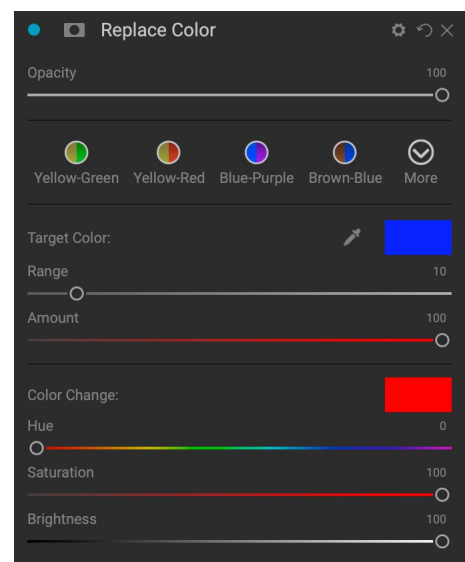 Replace Color
Opacity 100
Yellow-Green Yellow-Red Blue-Purple Brown-Blue More
Target Color:
Range 10
Amount 100
Color Change:
Hue 0
Saturation 100
Brightness 100